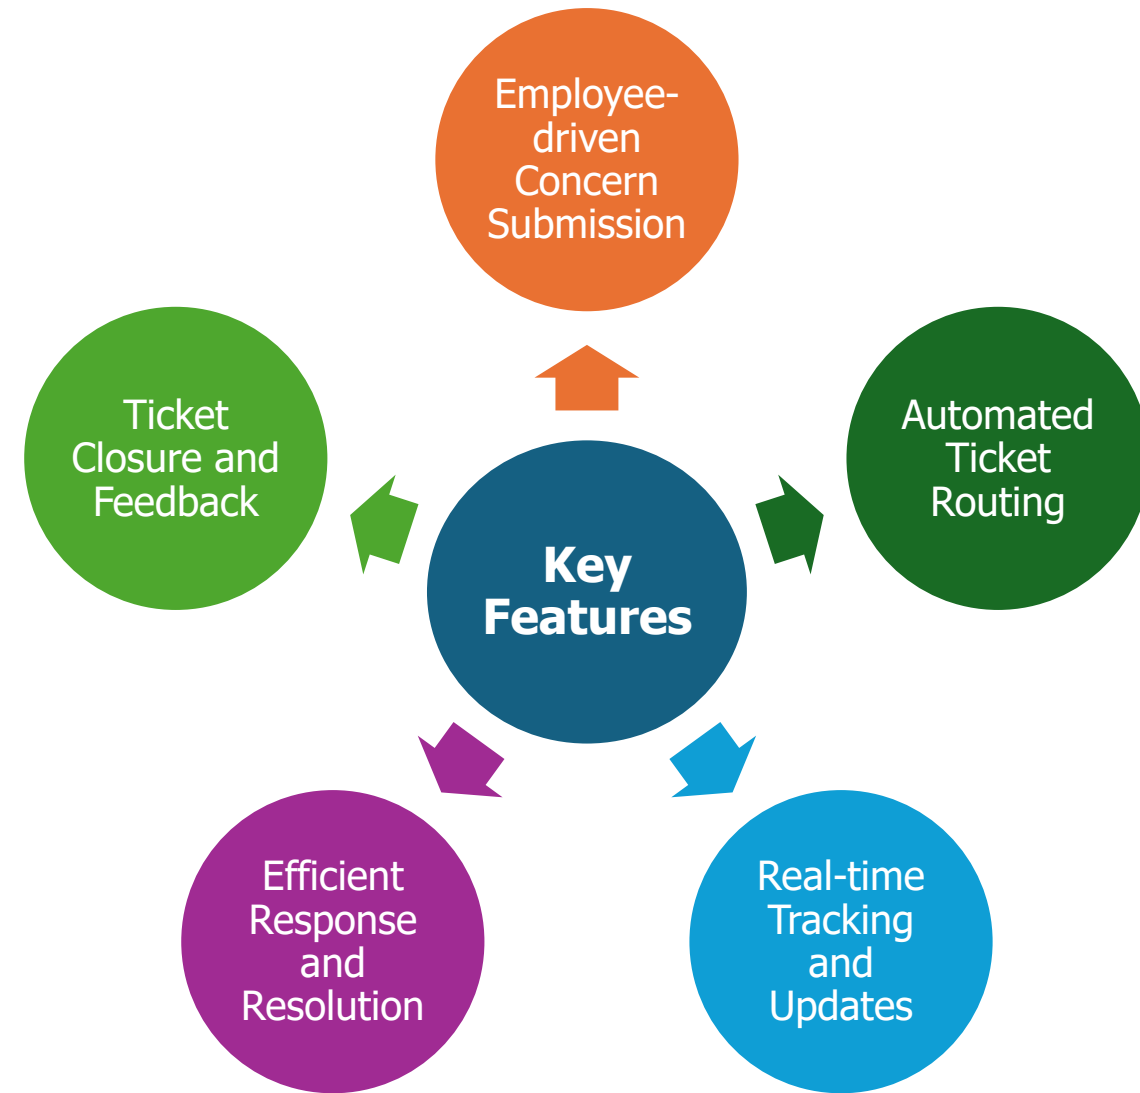 Employee-
driven
Concern
Submission
Ticket
Closure and
Feedback
Automated
Ticket
Routing
Key
Features
Efficient
Response
and
Resolution
Real-time
Tracking
and
Updates